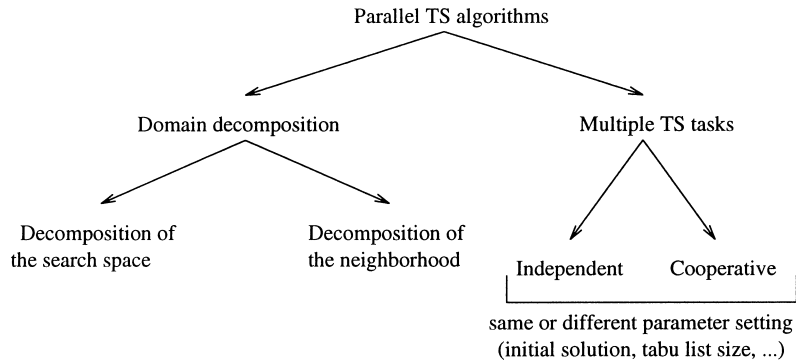 Parallel TS algorithms
Domain decomposition
Multiple TS tasks
Decomposition of
the search space
Decomposition of
the neighborhood
Independent
Cooperative
same or different parameter setting
(initial solution, tabu list size, ...)